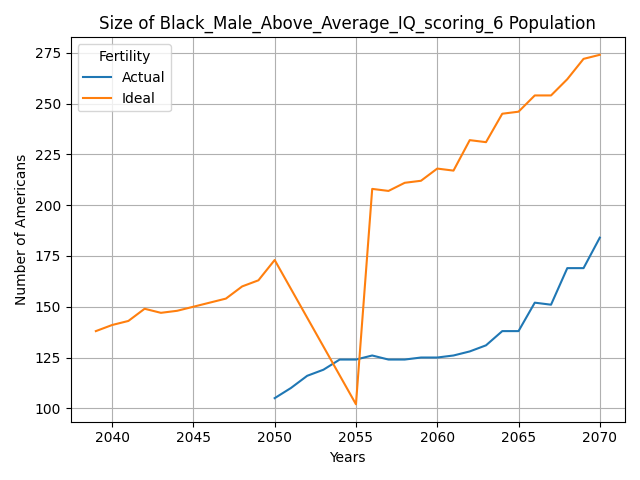 Size of Black_Male_Above_Average_IQ_scoring_6 Population
Fertility
Actual
Ideal
Number of Americans
275
250
225
200
175
150
125
100
2040 2045 2050 2055 2060 2065 2070
Years